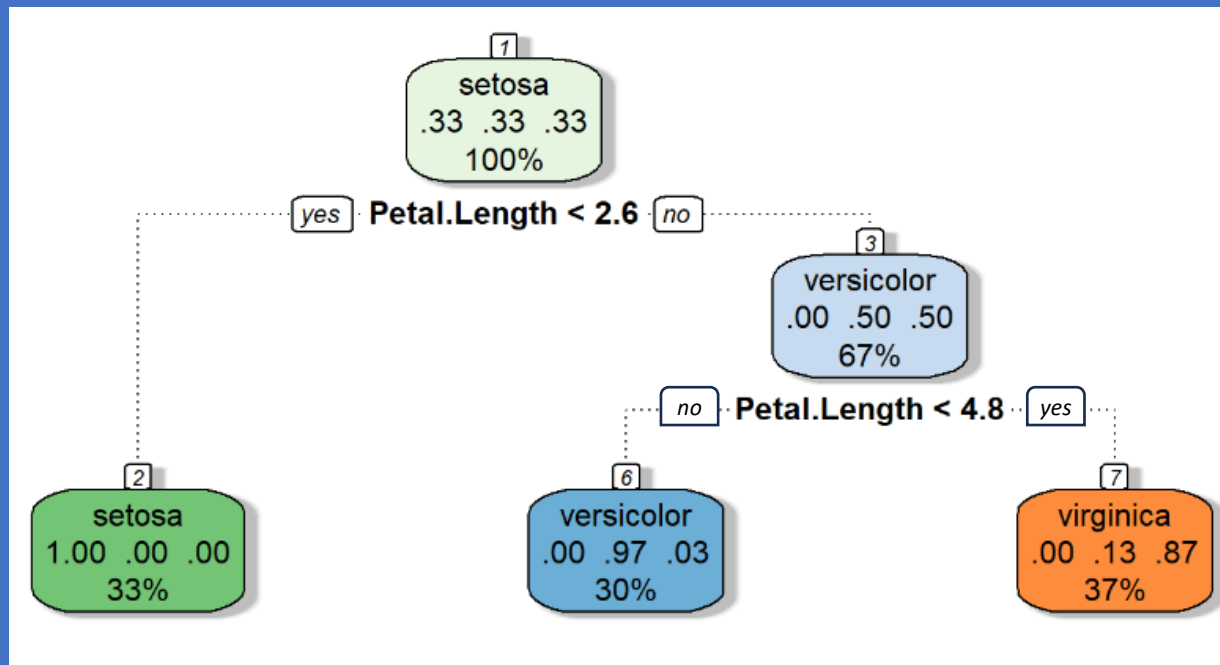 1
setosa
.33 .33 .33
100%
yes Petal.Length < 2.6 no
3
versicolor
.00 .50 .50
67%
no Petal.Length < 4.8 yes
2
setosa
1.00 .00 .00
33%
6
versicolor
.00 .97 .03
30%
7
virginica
.00 .13 .87
37%